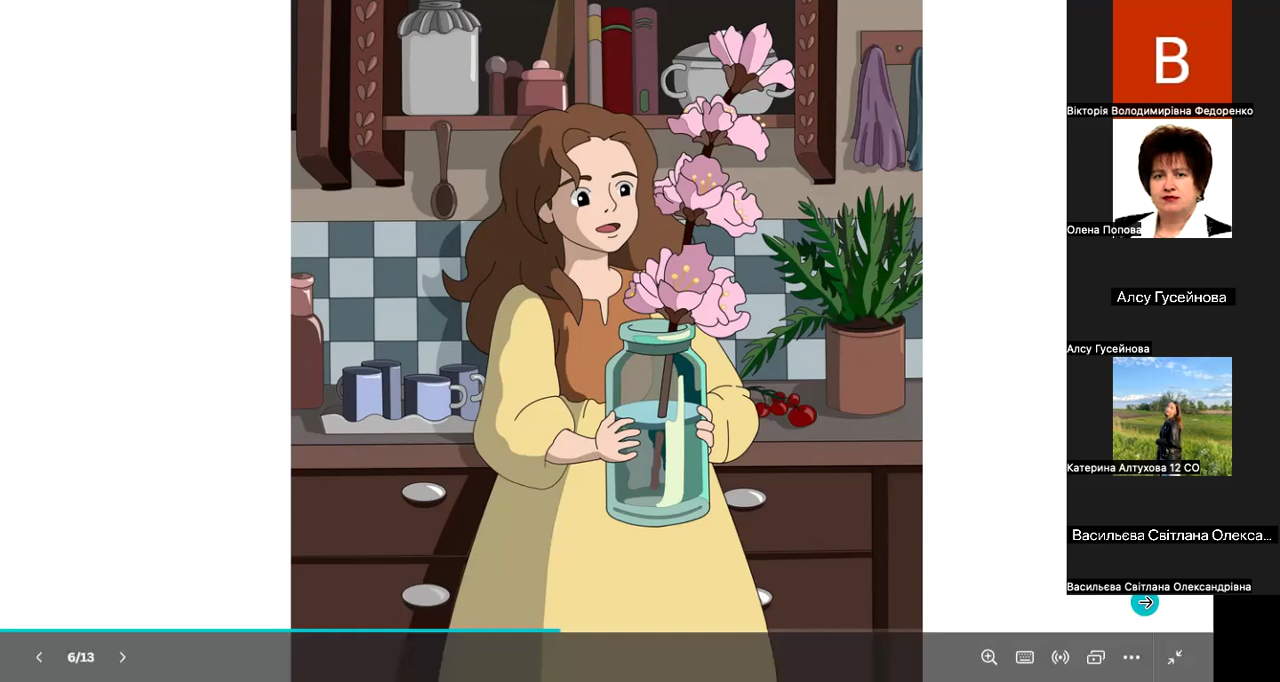 В
Вікторія Володимирівна Федоренко
Олена Попова
Алсу Гусейнова
Алсу Гусейнова
Катерина Алтухова 12 СО
Васильєва Світлана Олекса...
Васильєва Світлана Олександрівна
6/13